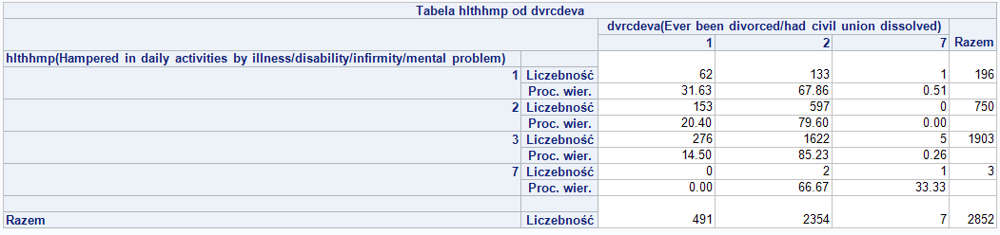 Tabela hlthhmp od dvrcdeva
dvrcdeva(Ever been divorced/had civil union dissolved)
1 2 7 Razem
hlthhmp(Hampered in daily activities by illness/disability/infirmity/mental problem)
1 Liczebność 62 133 1 196
Proc. wier. 31.63 67.86 0.51
2 Liczebność 153 597 0 750
Proc. wier. 20.40 79.60 0.00
3 Liczebność 276 1622 5 1903
Proc. wier. 14.50 85.23 0.26
7 Liczebność 0 2 1 3
Proc. wier. 0.00 66.67 33.33
Razem Liczebność 491 2354 7 2852